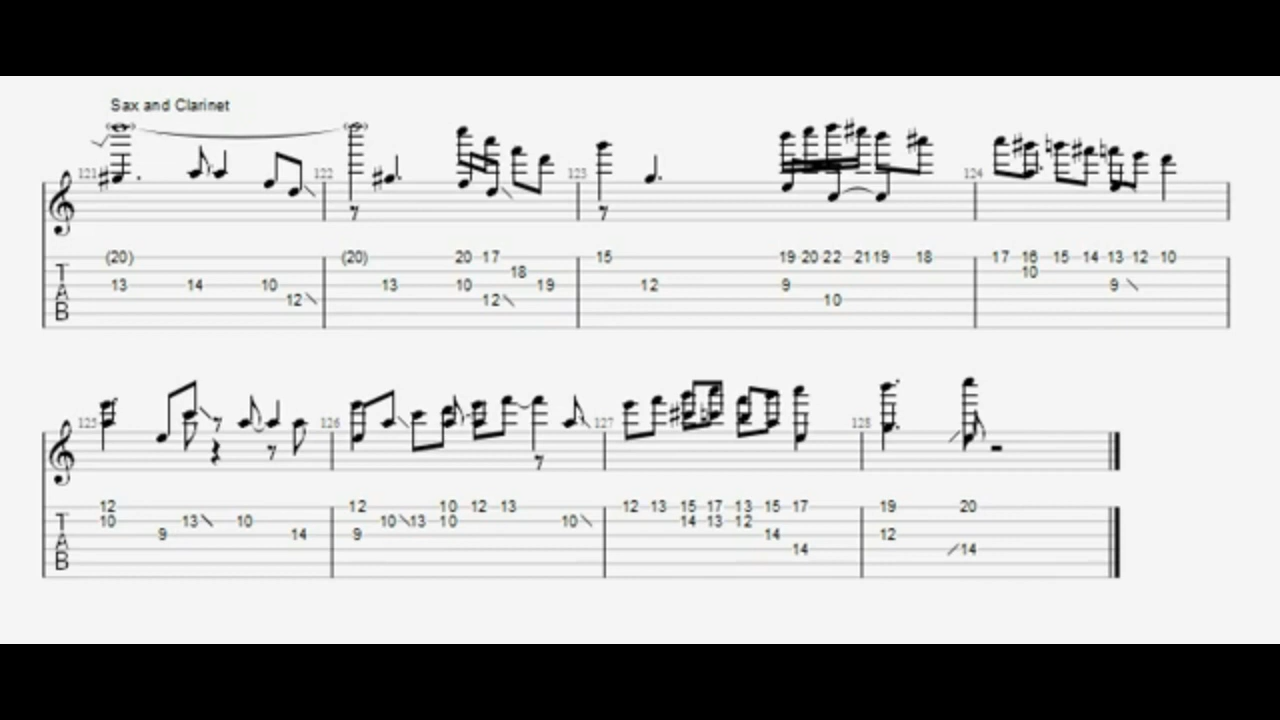 Sax and Clarinet
121 122 123 124
(20) (20) 20 17 15 19 20 22 21 19 18 17 16 15 14 13 12 10
T 18 10
A 13 14 10 13 10 19 12 9 9
B 12 12 10
125 126 127 128
12 12 10 12 13 12 13 15 17 13 15 17 19 20
T 10 13 10 10 13 10 10 14 13 12
A 9 14 9 14 12
B 14 14